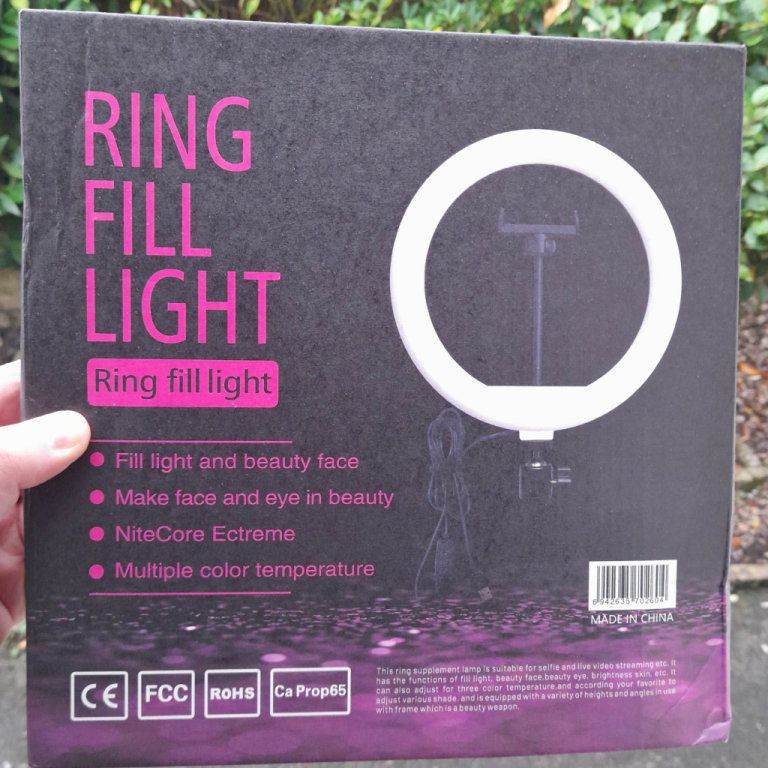 RING
FILL
LIGHT
Ring fill light
Fill light and beauty face
Make face and eye in beauty
NiteCore Ectreme
Multiple color temperature
6 942635 702604
MADE IN CHINA
CE
FCC
ROHS
Ca Prop65
This ring supplement lamp is suitable for selfie and live video streaming etc. It
has the functions of fill light, beauty face,beauty eye, brightness skin, etc. It
can also adjust for three color temperature,and according your favorite to
adjust various shade, and is equipped with a variety of heights and angles in use
with frame which is a beauty weapon.